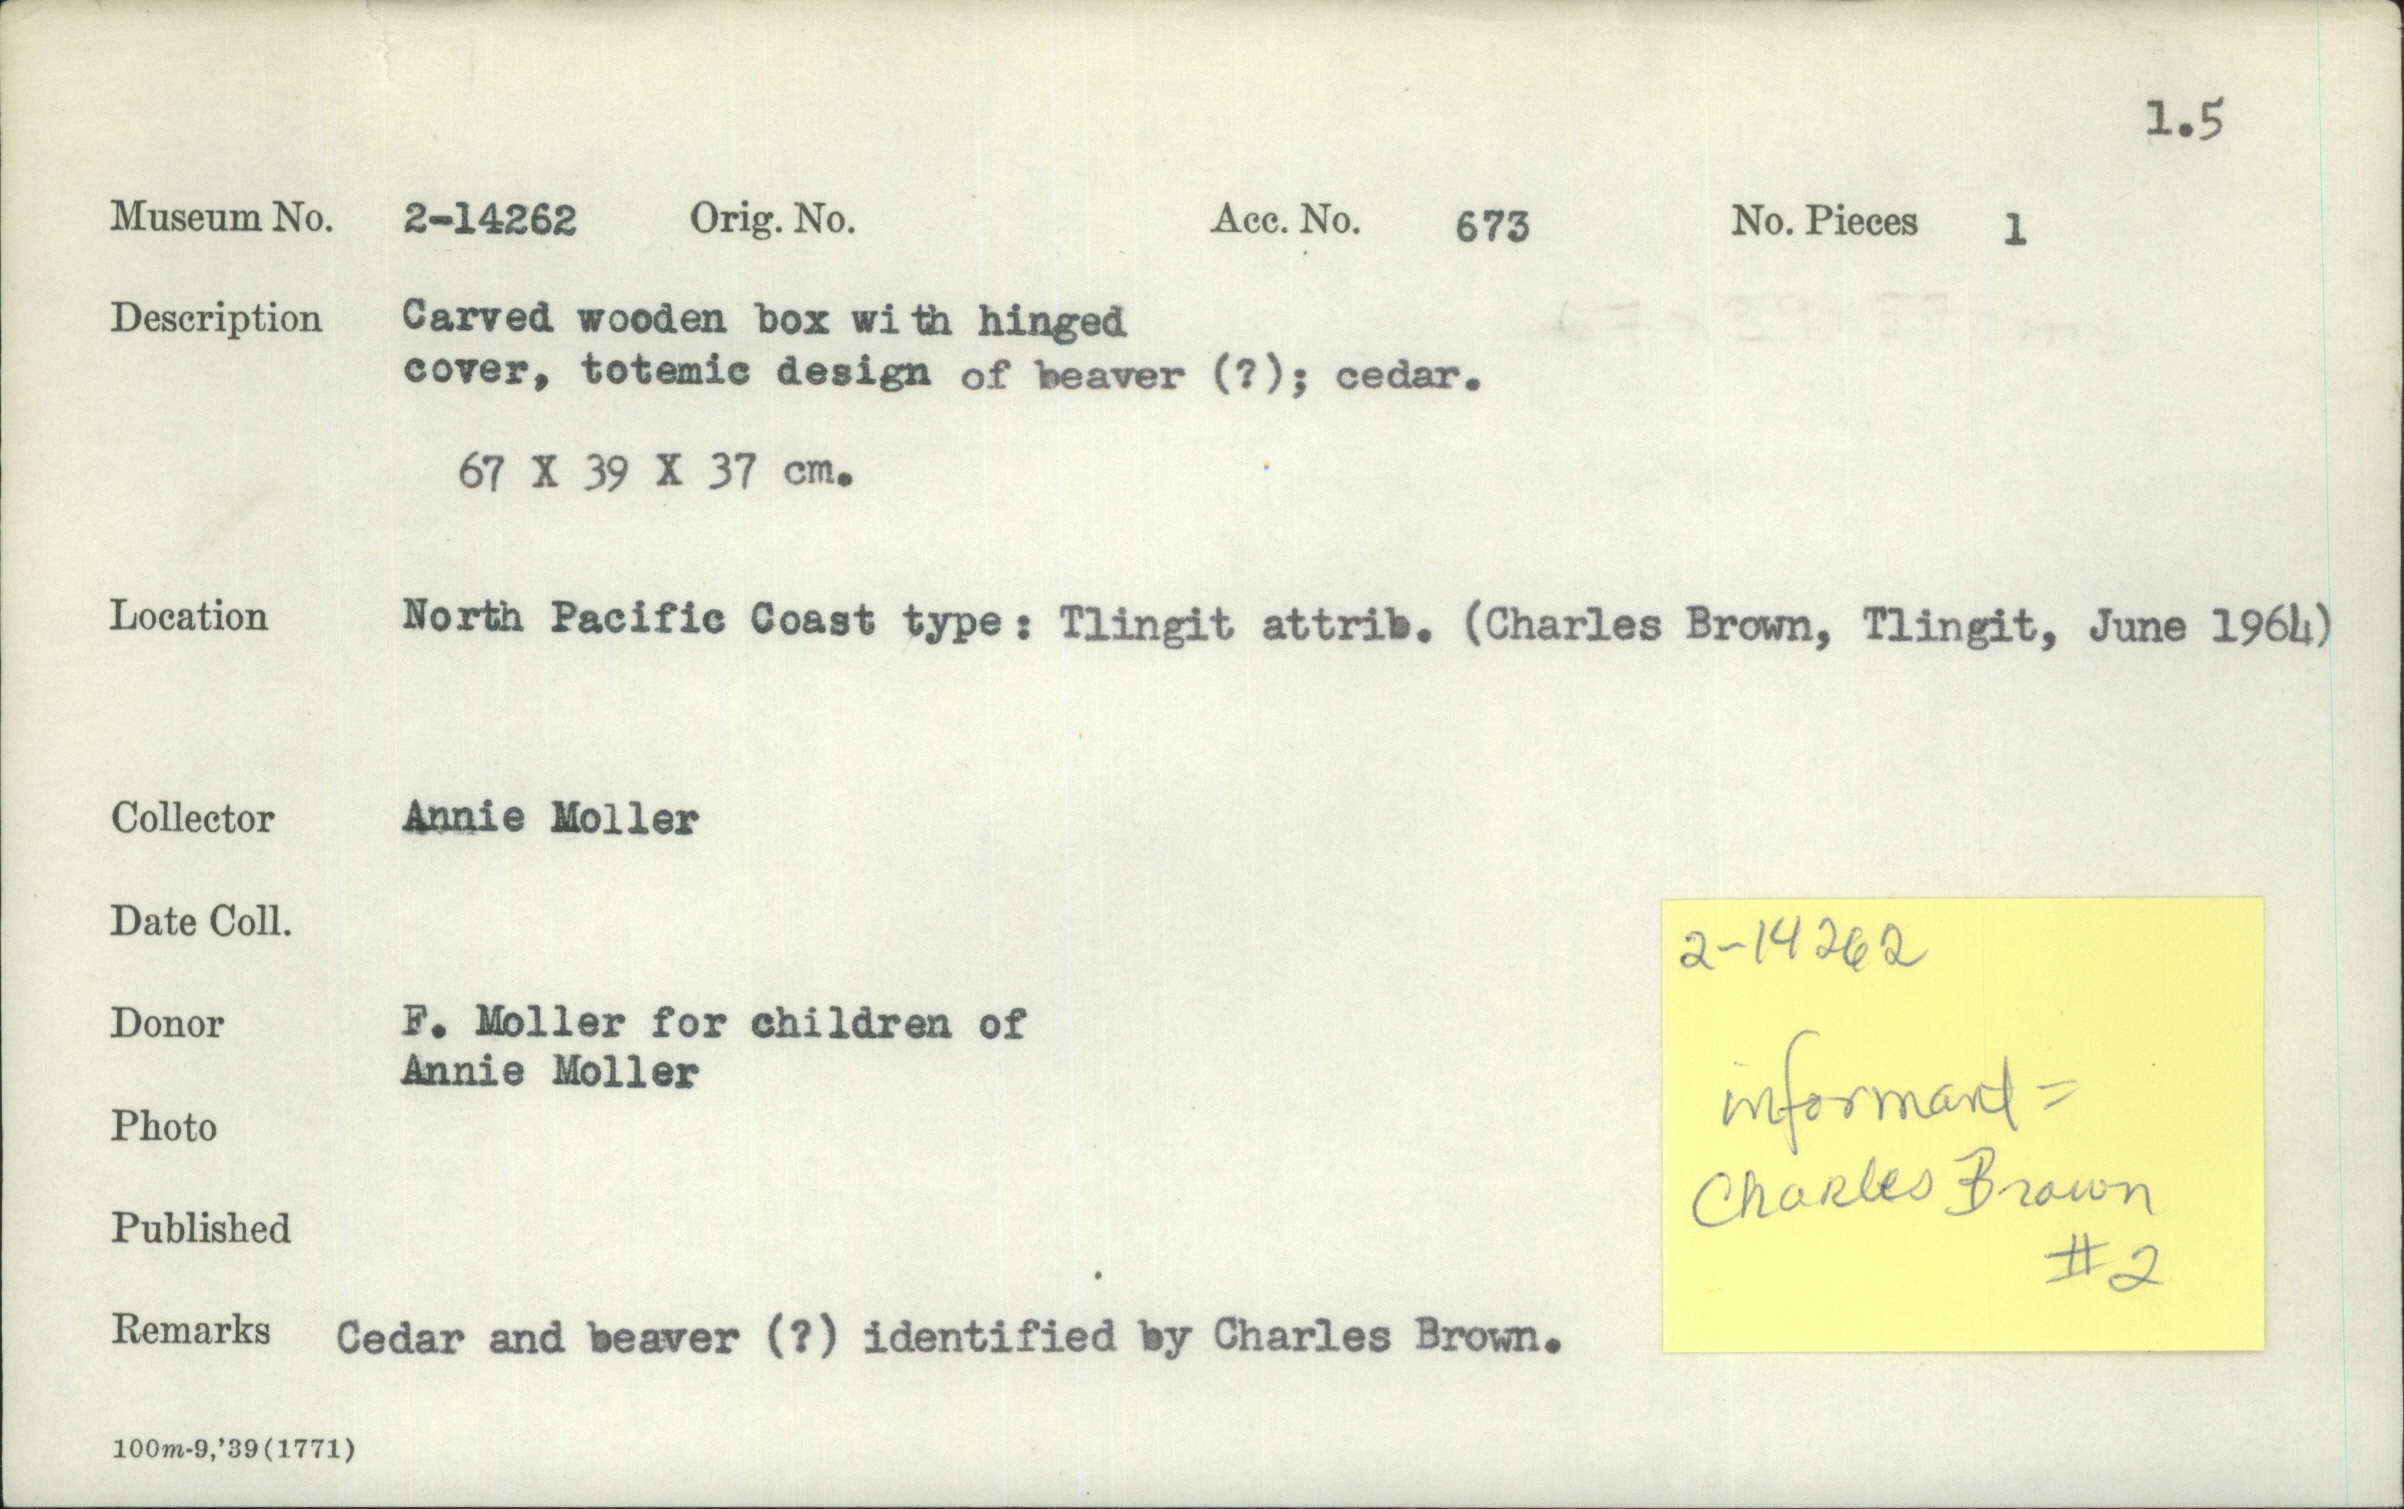 1.5
Museum No. 2-14262 Orig. No. Acc. No. 673 No. Pieces 1
Description Carved wooden box with hinged
cover, totemic design of beaver (?); cedar.
67 X 39 X 37 cm.
Location North Pacific Coast type: Tlingit attrib. (Charles Brown, Tlingit, June 1964)
Collector Annie Moller
Date Coll.
Donor F. Moller for children of
Annie Moller
Photo
Published
Remarks Cedar and beaver (?) identified by Charles Brown.
100m-9,'39(1771)
2-14262
informant =
Charles Brown
#2